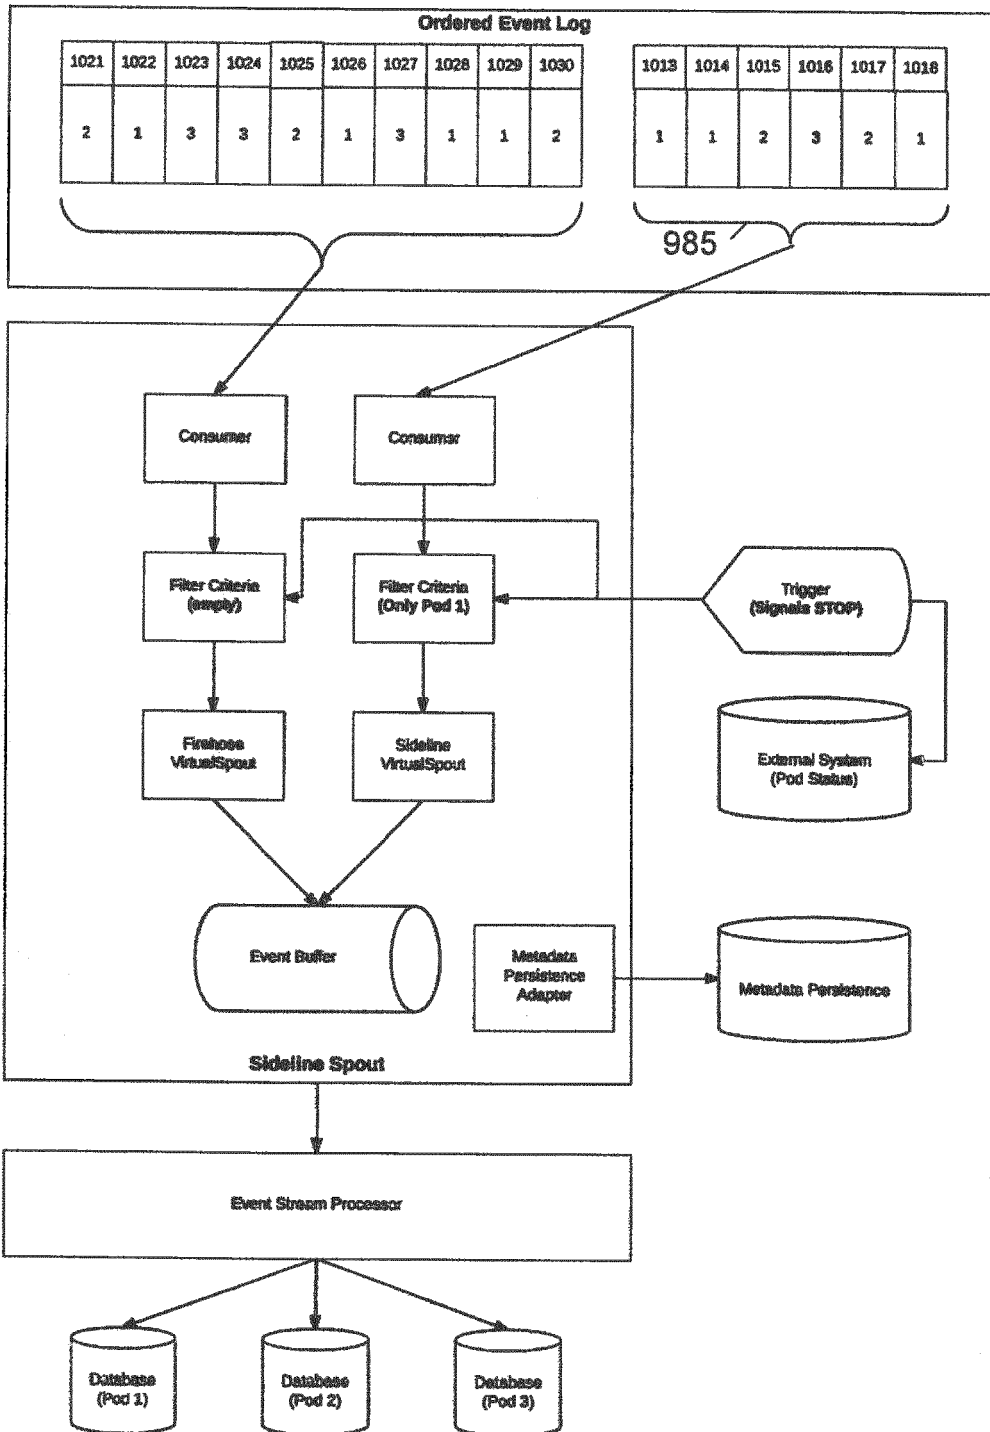 Ordered Event Log
1021 1022 1023 1024 1025 1026 1027 1028 1029 1030
2 1 3 3 2 1 3 1 1 2
1013 1014 1015 1016 1017 1018
1 1 2 3 2 1
985
Consumer
Consumer
Filter Criteria
(empty)
Filter Criteria
(Only Pod 1)
Trigger
(Signals STOP)
Firehose
VirtualSpout
Sideline
VirtualSpout
External System
(Pod Status)
Event Buffer
Metadata
Persistence
Adapter
Metadata Persistence
Sideline Spout
Event Stream Processor
Database
(Pod 1)
Database
(Pod 2)
Database
(Pod 3)